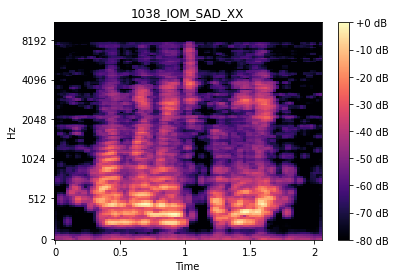 1038_IOM_SAD_XX
+0 dB
8192
-10 dB
4096
-20 dB
-30 dB
2048
Hz
-40 dB
1024
-50 dB
512
-60 dB
-70 dB
0
-80 dB
0
0.5
1
1.5
2
Time